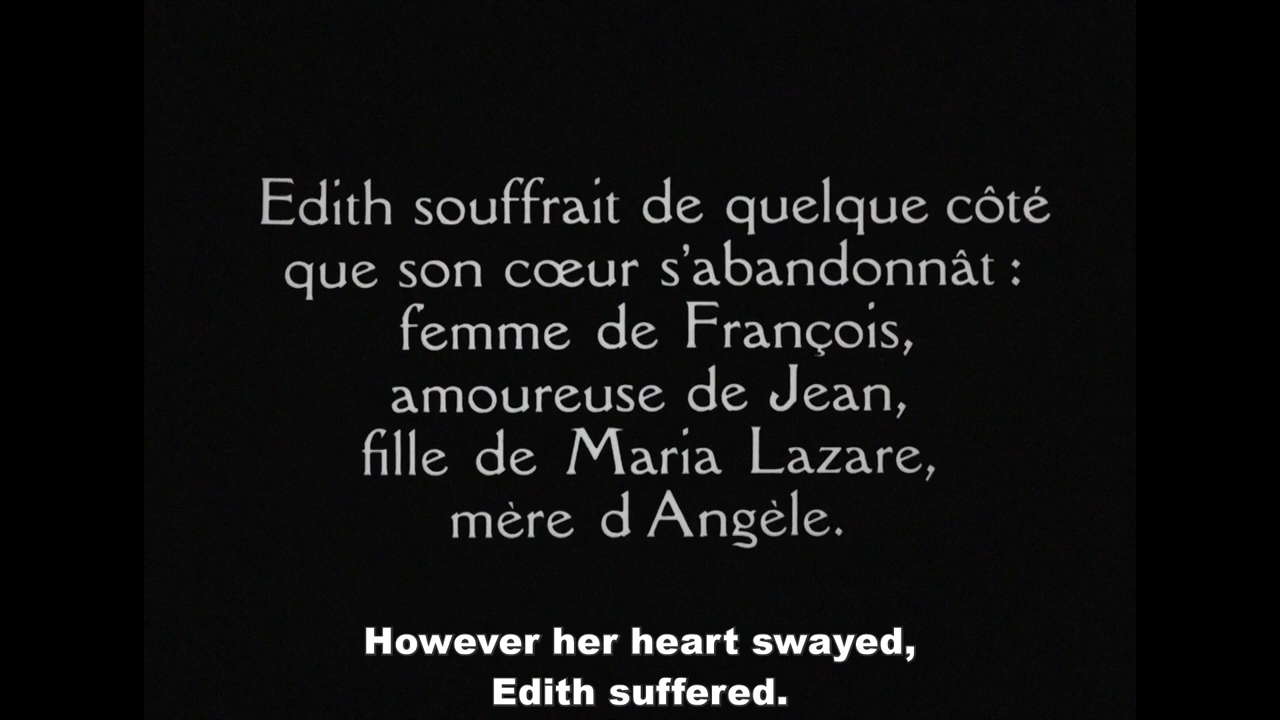 Edith souffrait de quelque côté
que son cœur s'abandonnât :
femme de François,
amoureuse de Jean,
fille de Maria Lazare,
mère d Angèle.
However her heart swayed,
Edith suffered.